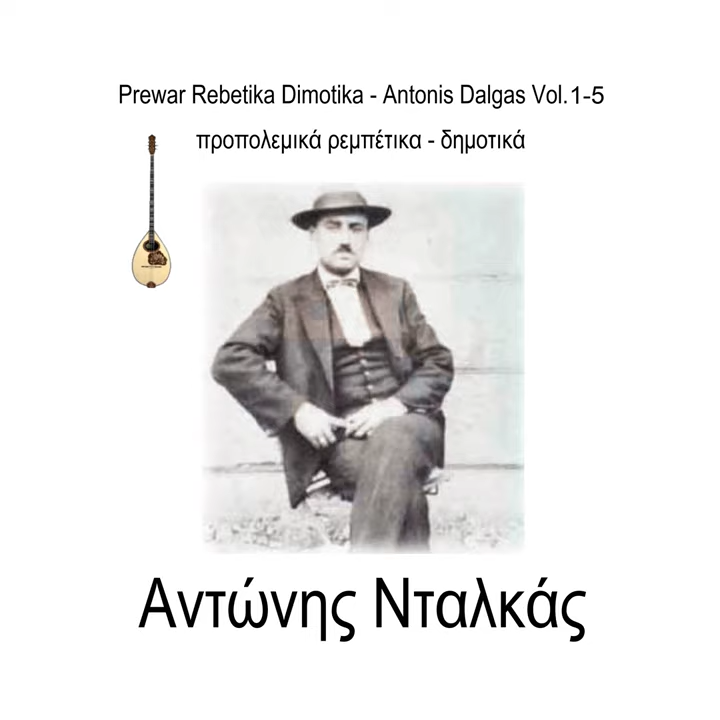 Prewar Rebetika Dimotika - Antonis Dalgas Vol.1-5
προπολεμικά ρεμπέτικα - δημοτικά
Αντώνης Νταλκάς